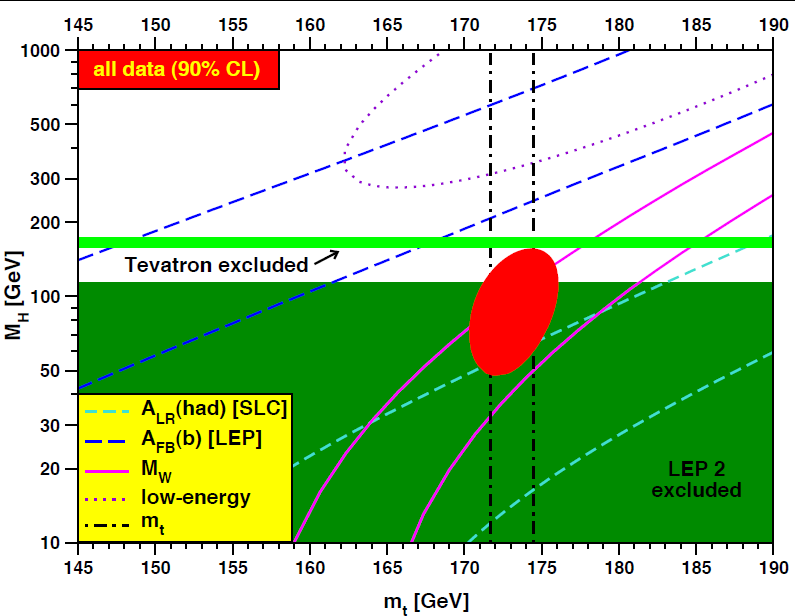 145 150 155 160 165 170 175 180 185 190
1000
500
300
200
100
50
30
20
10
M_H [GeV]
all data (90% CL)
Tevatron excluded
A_LR(had) [SLC]
A_FB(b) [LEP]
M_W
low-energy
m_t
LEP 2
excluded
145 150 155 160 165 170 175 180 185 190
m_t [GeV]